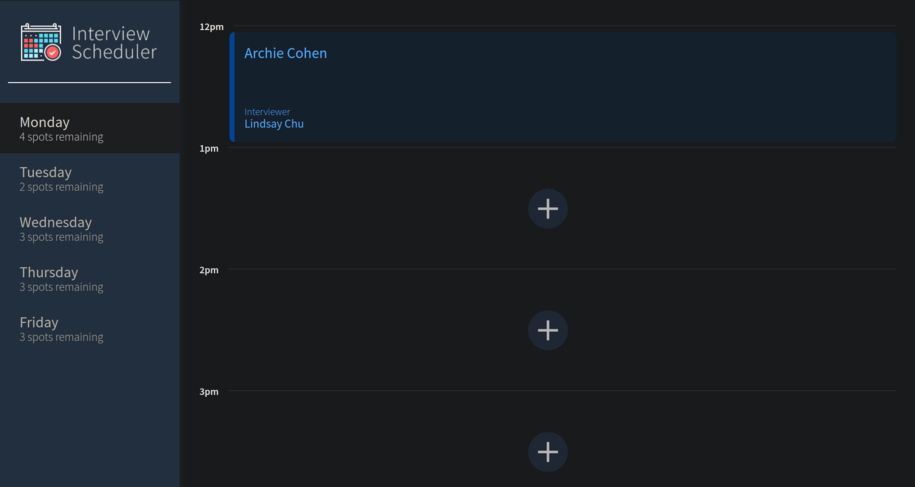 Interview
Scheduler
Monday
4 spots remaining
Tuesday
2 spots remaining
Wednesday
3 spots remaining
Thursday
3 spots remaining
Friday
3 spots remaining
12pm
Archie Cohen
Interviewer
Lindsay Chu
1pm
2pm
3pm